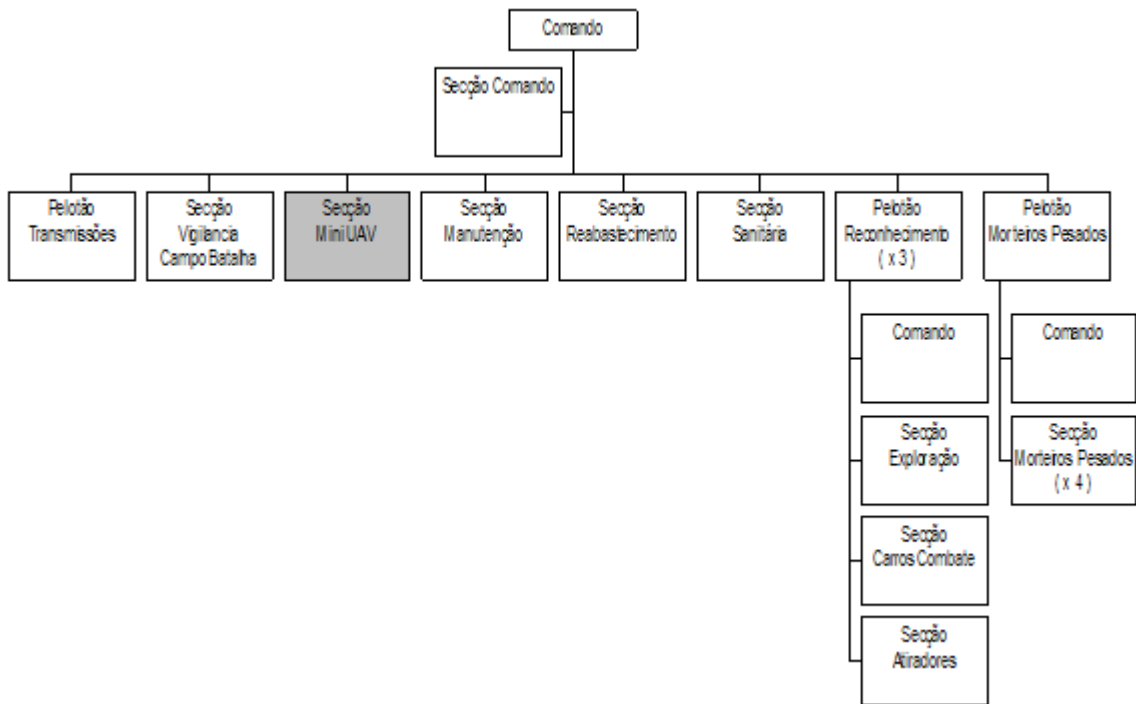 Comando
Secção Comando
Pelotão
Transmissões
Secção
Vigilancia
Campo Batalha
Secção
Mini UAV
Secção
Manutenção
Secção
Reabastecimento
Secção
Sanitária
Pelotão
Reconhecimento
( x 3 )
Pelotão
Morteiros Pesados
Comando
Secção
Exploração
Secção
Carros Combate
Secção
Atiradores
Comando
Secção
Morteiros Pesados
( x 4 )